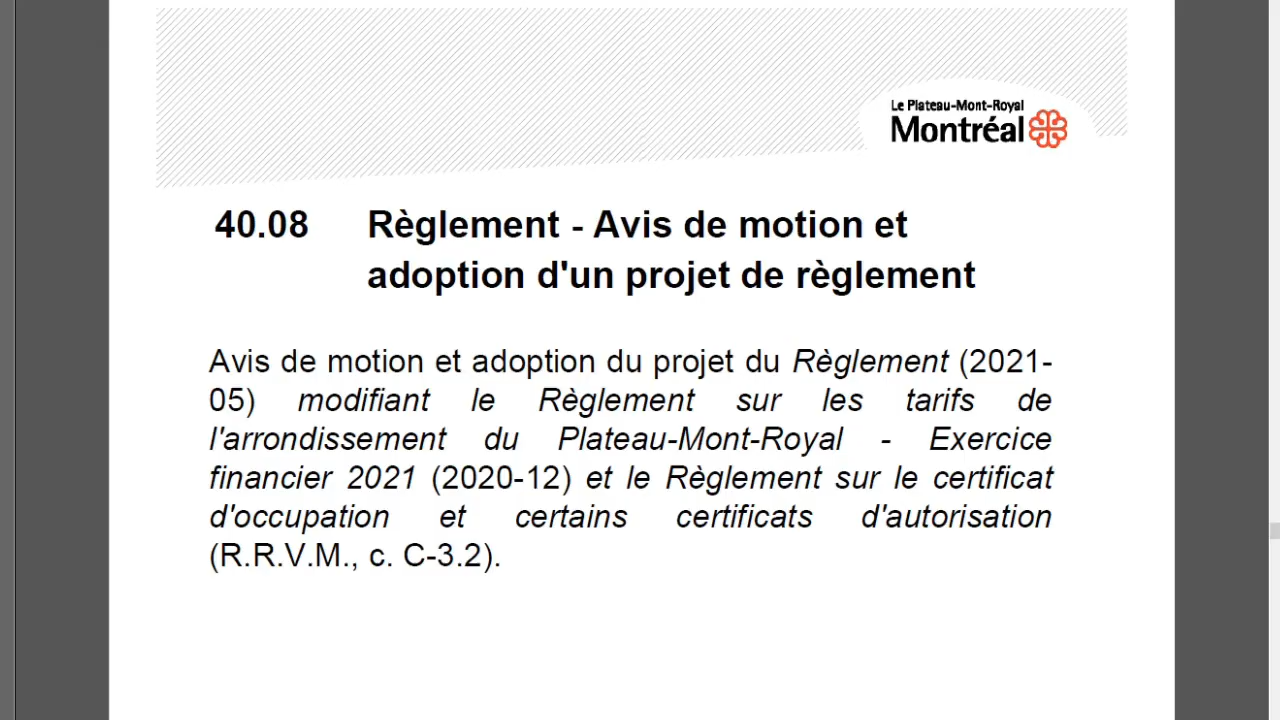 Le Plateau-Mont-Royal
Montréal
40.08 Règlement - Avis de motion et
adoption d'un projet de règlement
Avis de motion et adoption du projet du Règlement (2021-
05) modifiant le Règlement sur les tarifs de
l'arrondissement du Plateau-Mont-Royal - Exercice
financier 2021 (2020-12) et le Règlement sur le certificat
d'occupation et certains certificats d'autorisation
(R.R.V.M., c. C-3.2).